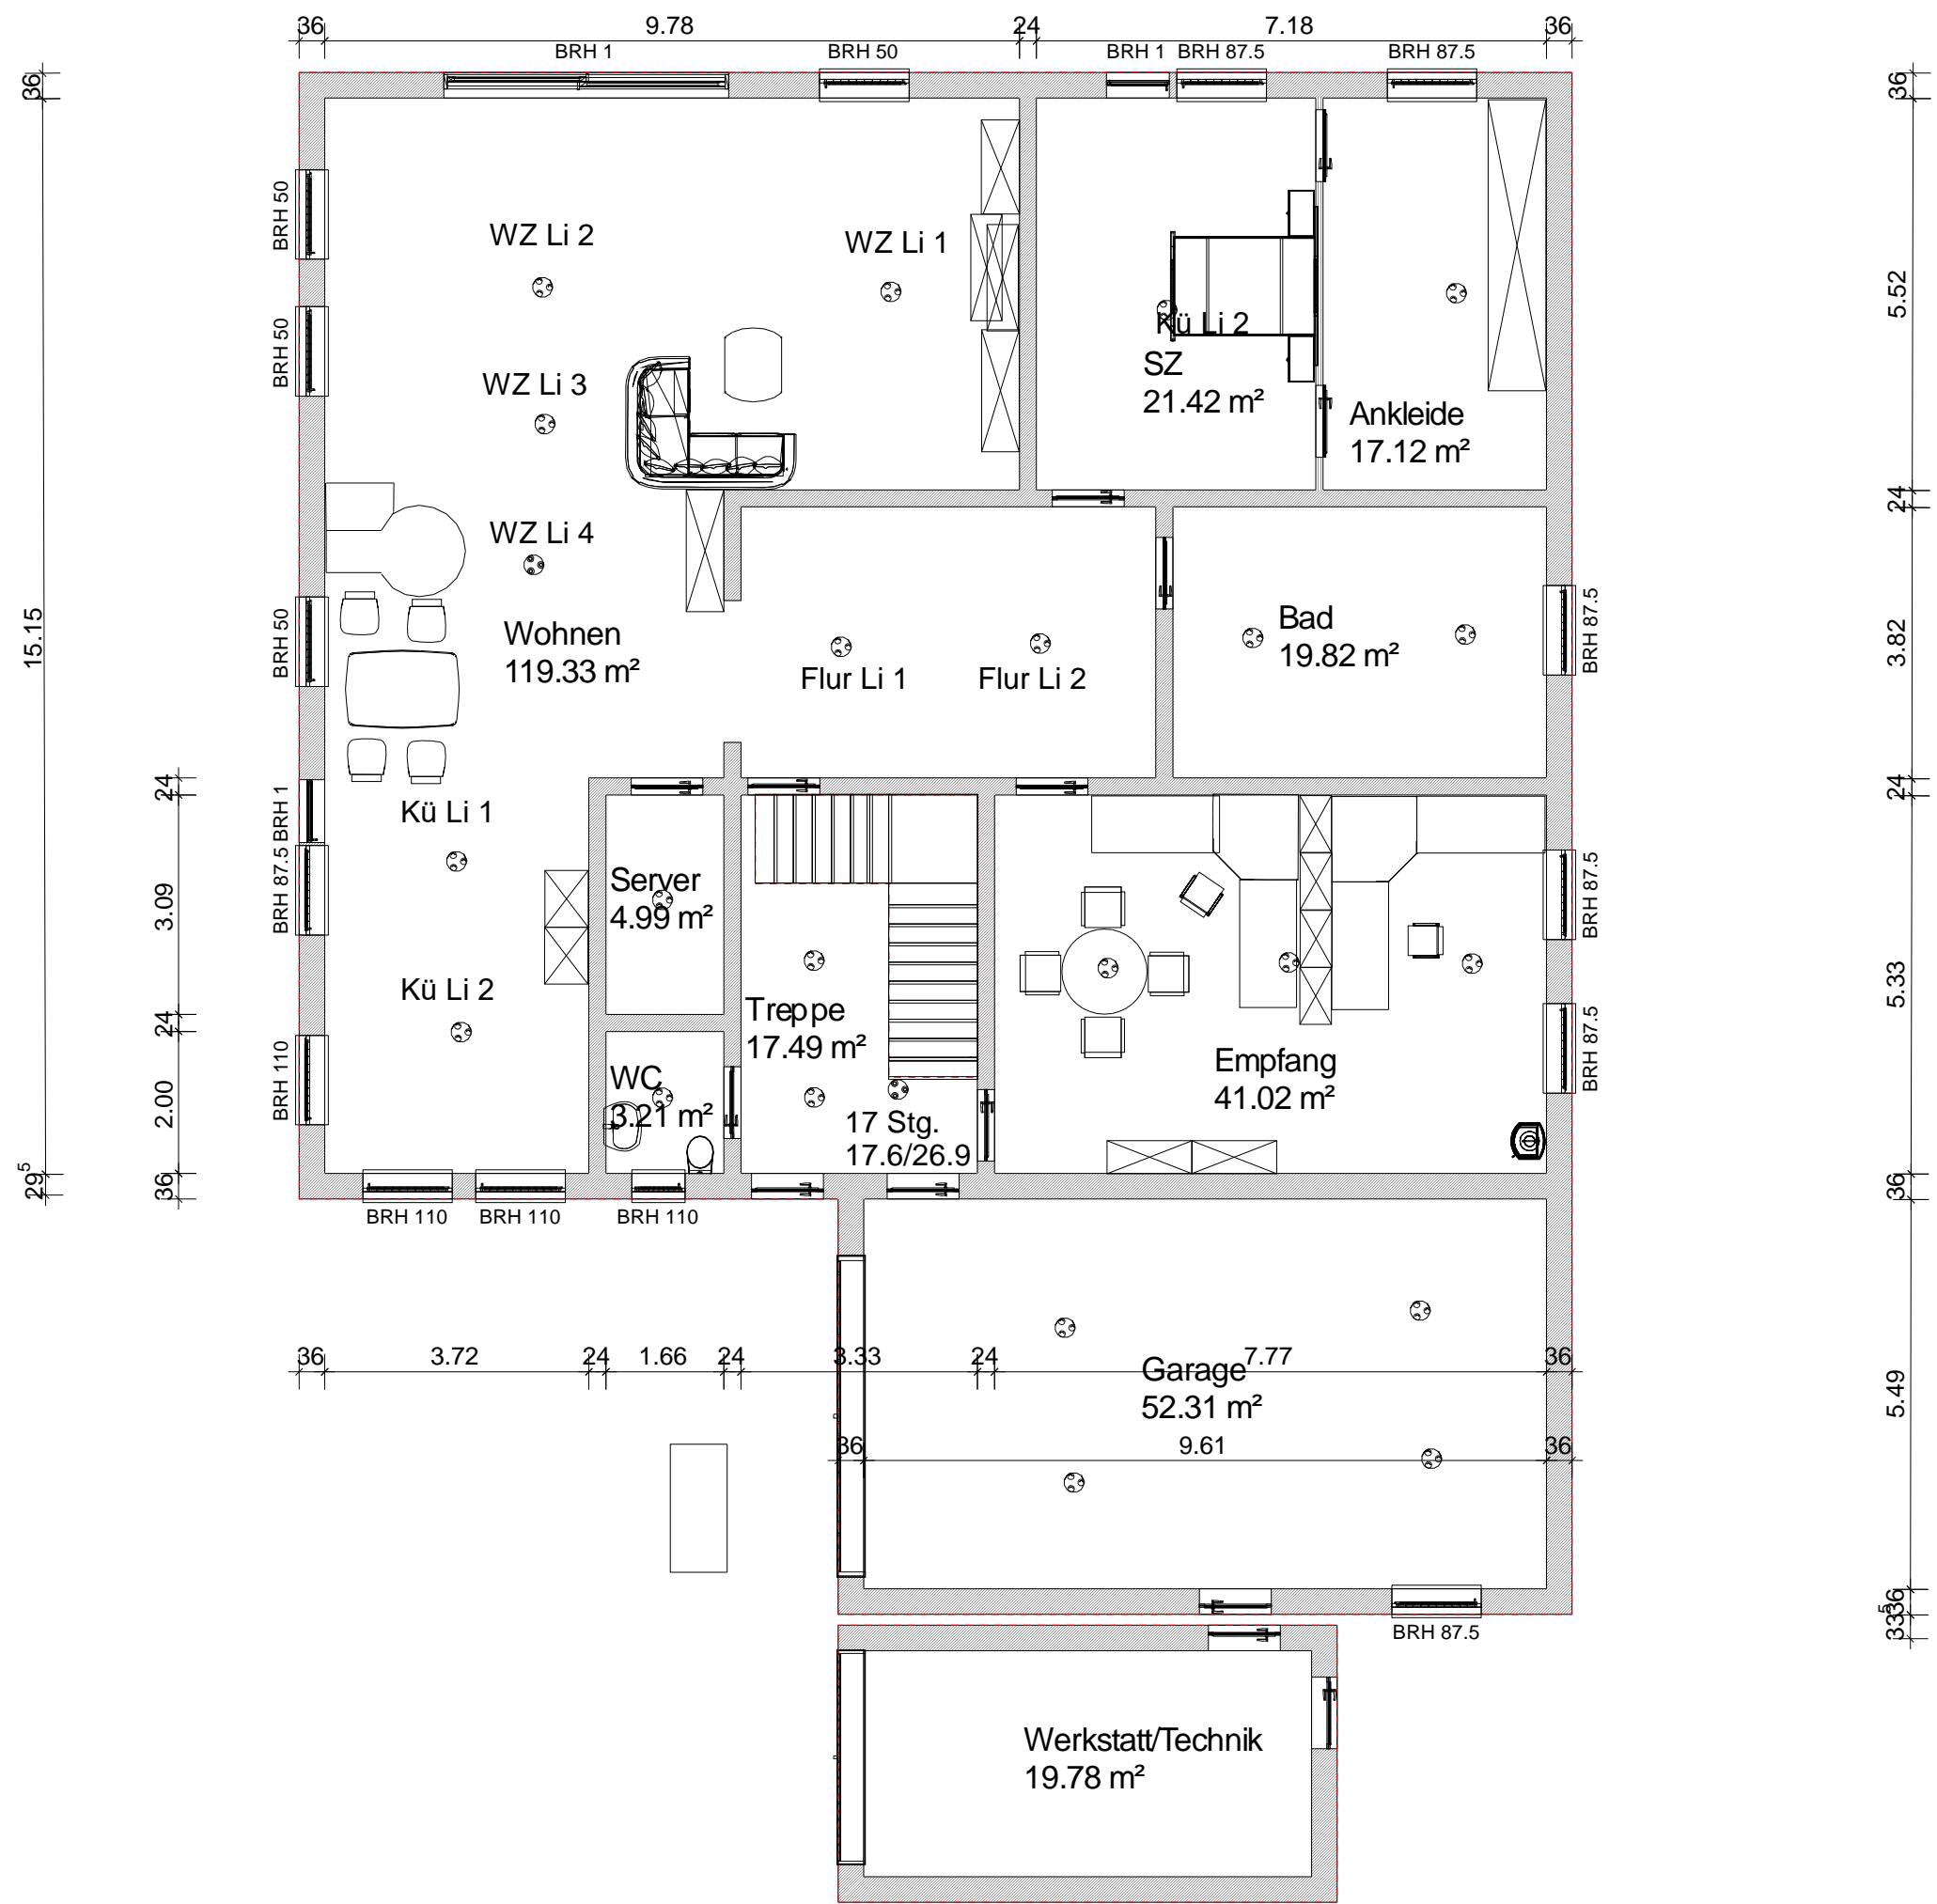 36 9.78 24 7.18 36
BRH 1 BRH 50 BRH 1 BRH 87.5 BRH 87.5
36 36
BRH 50
WZ Li 2 WZ Li 1
5.52
BRH 50
Kü Li 2
WZ Li 3
SZ
21.42 m²
Ankleide
17.12 m²
24
WZ Li 4
15.15
BRH 50
Wohnen
119.33 m²
Flur Li 1 Flur Li 2
Bad
19.82 m²
BRH 87.5
3.82
24 24
BRH 1
Kü Li 1
BRH 87.5
3.09
Server
4.99 m²
BRH 87.5
Kü Li 2
24
Treppe
17.49 m²
5.33
BRH 87.5
Empfang
41.02 m²
BRH 110
2.00
WC
3.21 m²
17 Stg.
17.6/26.9
29⁵ 36 36
BRH 110 BRH 110 BRH 110
36 3.72 24 1.66 24 3.33 24 7.77 36
Garage
52.31 m²
5.49
36 9.61 36
36
33⁵
BRH 87.5
Werkstatt/Technik
19.78 m²